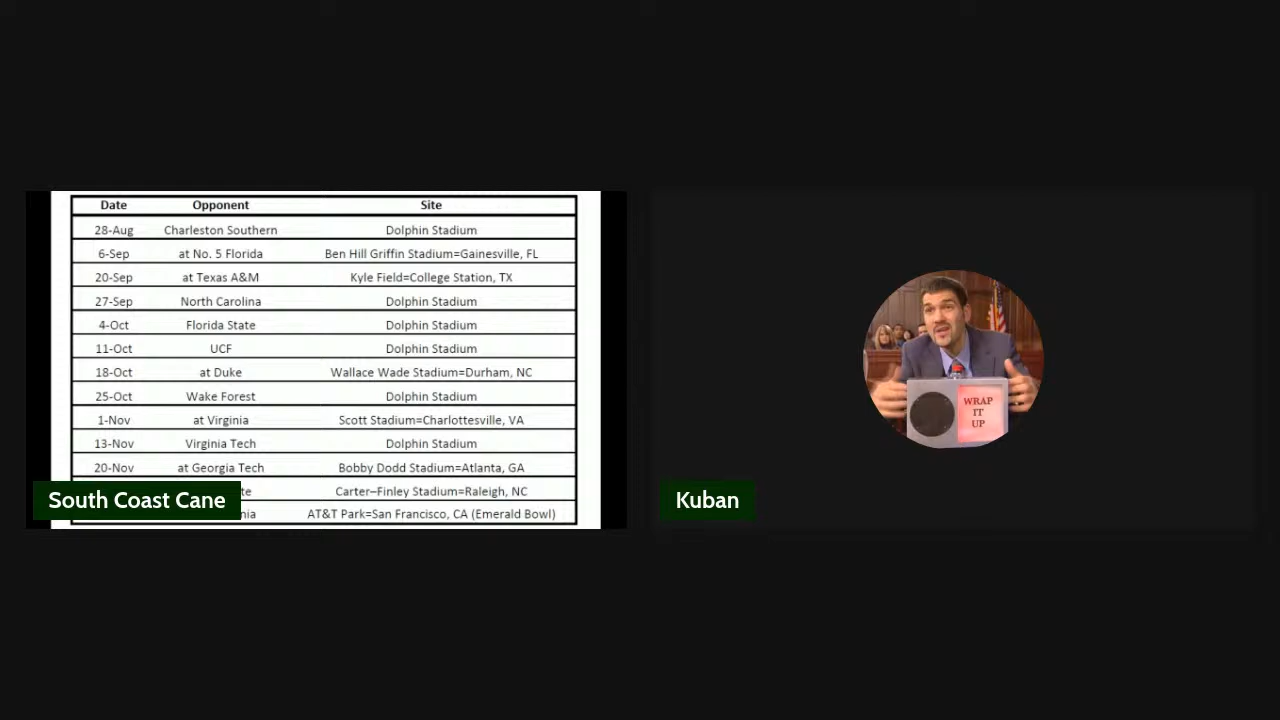 Date Opponent Site
28-Aug Charleston Southern Dolphin Stadium
6-Sep at No. 5 Florida Ben Hill Griffin Stadium=Gainesville, FL
20-Sep at Texas A&M Kyle Field=College Station, TX
27-Sep North Carolina Dolphin Stadium
4-Oct Florida State Dolphin Stadium
11-Oct UCF Dolphin Stadium
18-Oct at Duke Wallace Wade Stadium=Durham, NC
25-Oct Wake Forest Dolphin Stadium
1-Nov at Virginia Scott Stadium=Charlottesville, VA
13-Nov Virginia Tech Dolphin Stadium
20-Nov at Georgia Tech Bobby Dodd Stadium=Atlanta, GA
Carter–Finley Stadium=Raleigh, NC
AT&T Park=San Francisco, CA (Emerald Bowl)
South Coast Cane
WRAP
IT
UP
Kuban